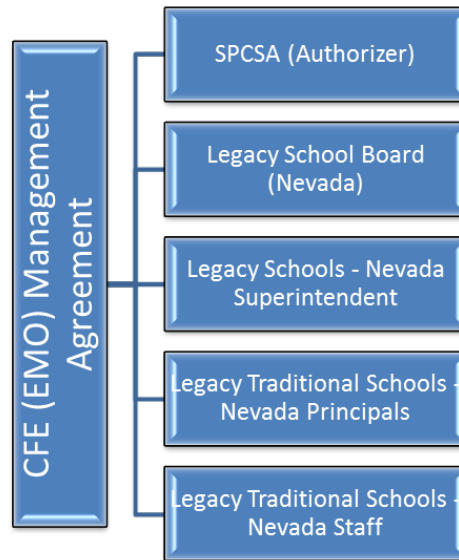 CFE (EMO) Management
Agreement
SPCSA (Authorizer)
Legacy School Board
(Nevada)
Legacy Schools - Nevada
Superintendent
Legacy Traditional Schools -
Nevada Principals
Legacy Traditional Schools -
Nevada Staff